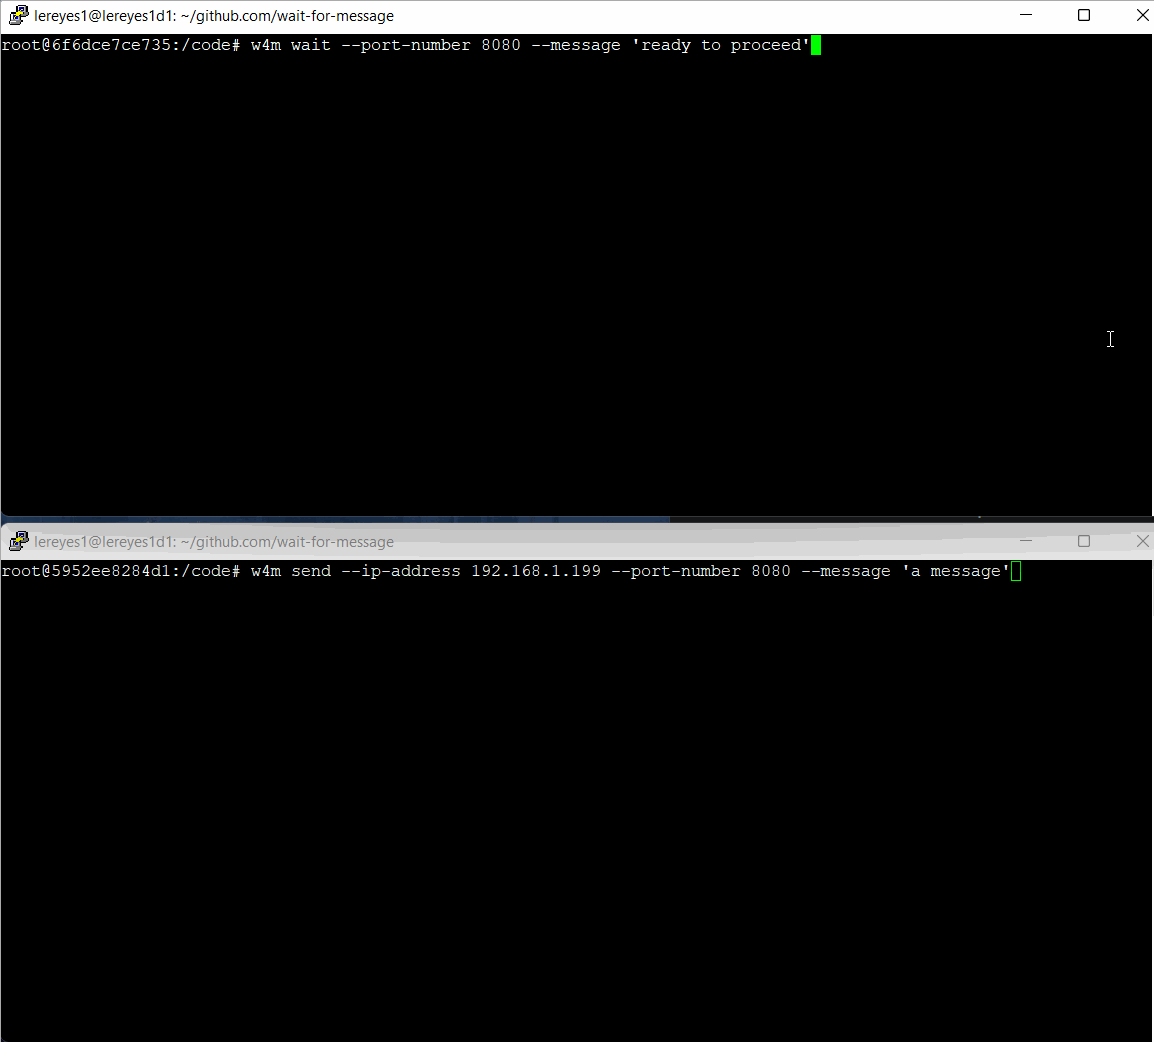 lereyes1@lereyes1d1: ~/github.com/wait-for-message
root@6f6dce7ce735:/code# w4m wait --port-number 8080 --message 'ready to proceed'
lereyes1@lereyes1d1: ~/github.com/wait-for-message
root@5952ee8284d1:/code# w4m send --ip-address 192.168.1.199 --port-number 8080 --message 'a message'